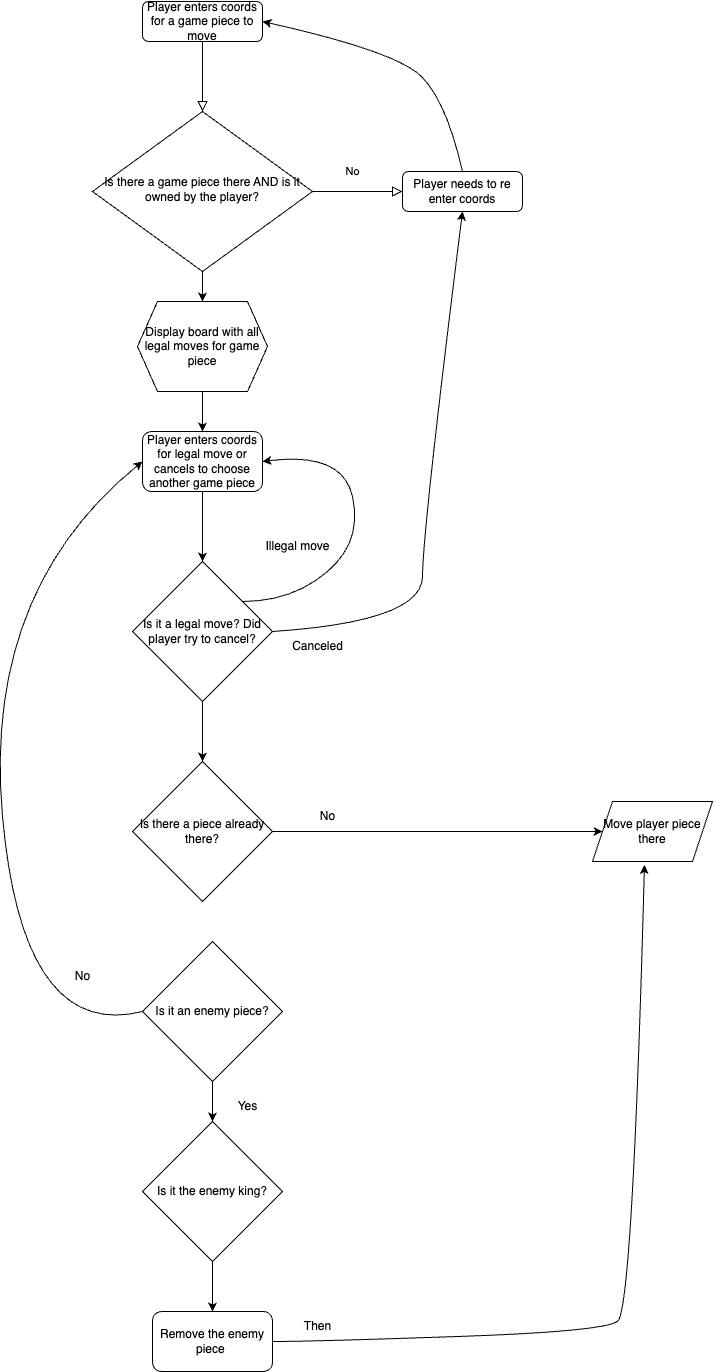 Player enters coords
for a game piece to
move
Is there a game piece there AND is it
owned by the player?
No
Player needs to re
enter coords
Display board with all
legal moves for game
piece
Player enters coords
for legal move or
cancels to choose
another game piece
Illegal move
Is it a legal move? Did
player try to cancel?
Canceled
Is there a piece already
there?
No
Move player piece
there
No
Is it an enemy piece?
Yes
Is it the enemy king?
Remove the enemy
piece
Then